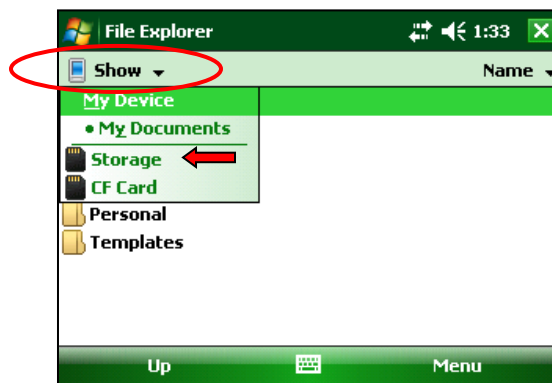 File Explorer 1:33
Show Name
My Device
My Documents
Storage
CF Card
Personal
Templates
Up Menu